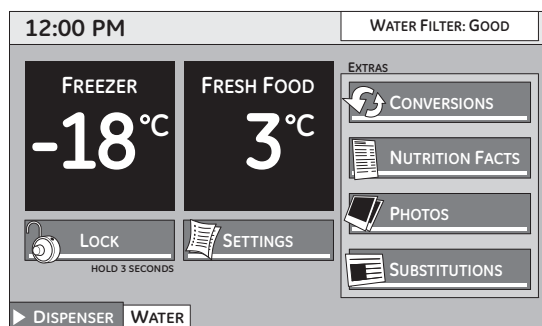 12:00 PM
WATER FILTER: GOOD
FREEZER
-18°C
FRESH FOOD
3°C
EXTRAS
CONVERSIONS
NUTRITION FACTS
PHOTOS
SUBSTITUTIONS
LOCK
HOLD 3 SECONDS
SETTINGS
DISPENSER
WATER